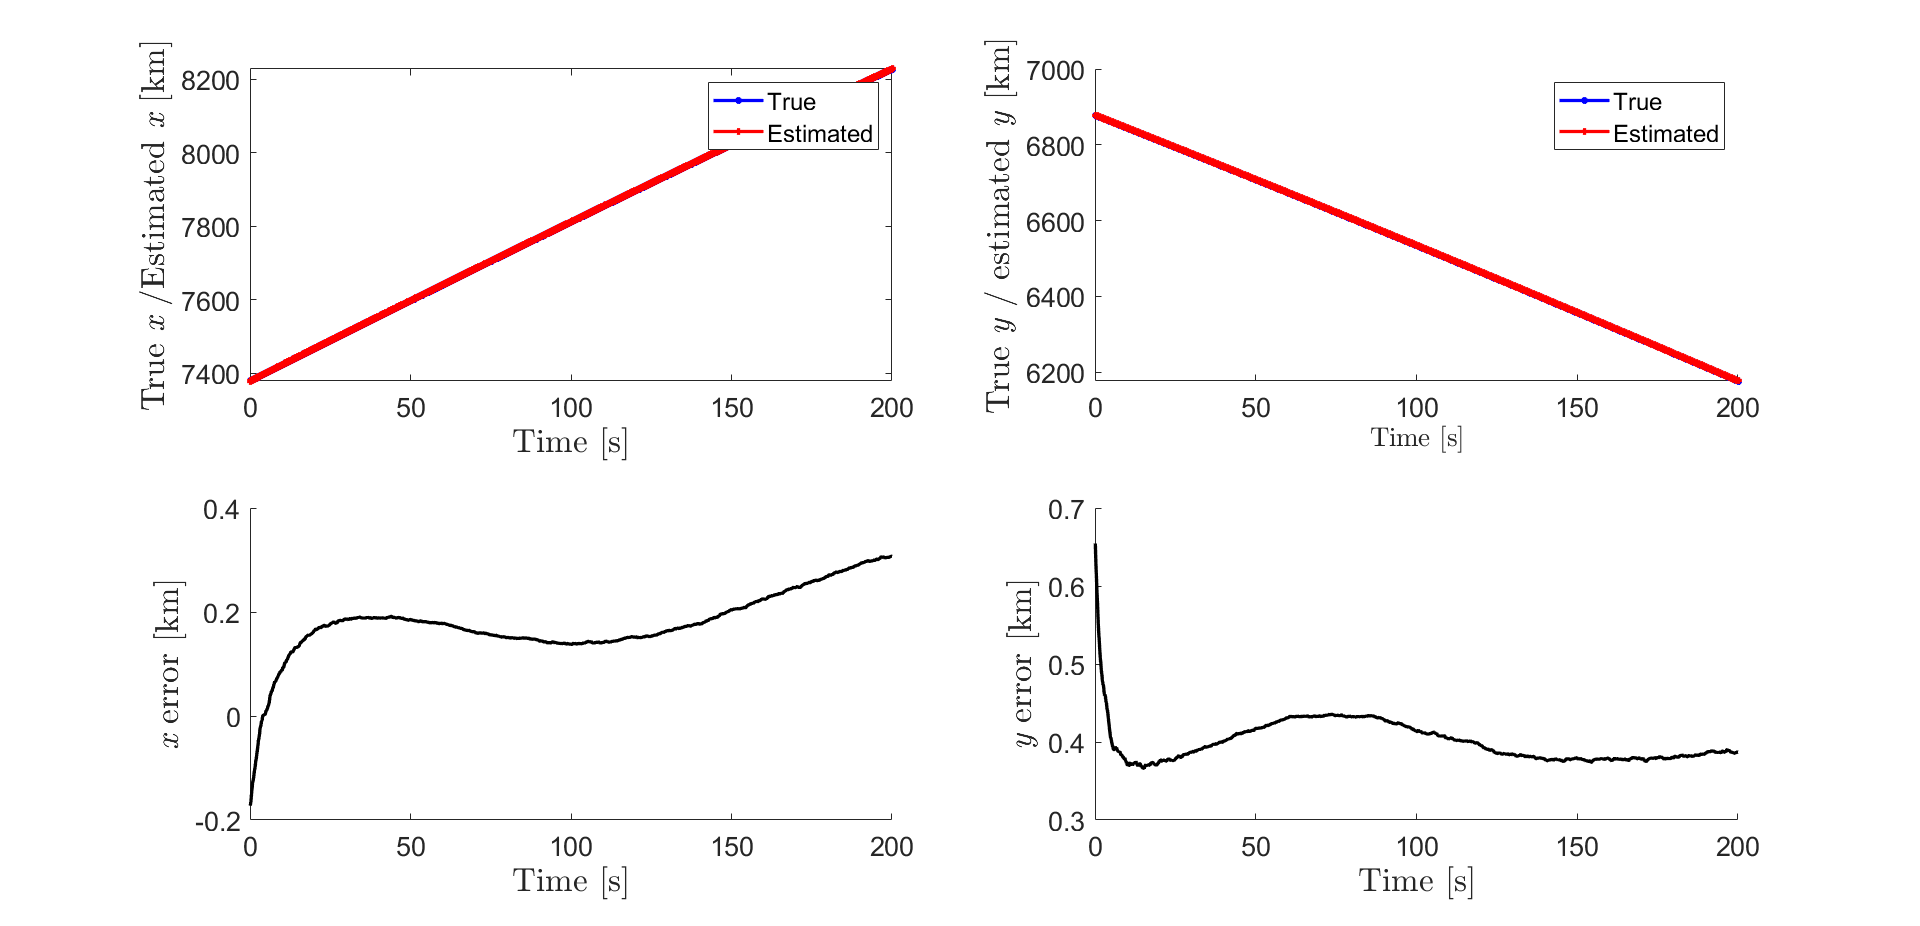 True x /Estimated x [km]
8200
8000
7800
7600
7400
0 50 100 150 200
Time [s]
True
Estimated
True y / estimated y [km]
7000
6800
6600
6400
6200
0 50 100 150 200
Time [s]
True
Estimated
x error [km]
0.4
0.2
0
-0.2
0 50 100 150 200
Time [s]
y error [km]
0.7
0.6
0.5
0.4
0.3
0 50 100 150 200
Time [s]